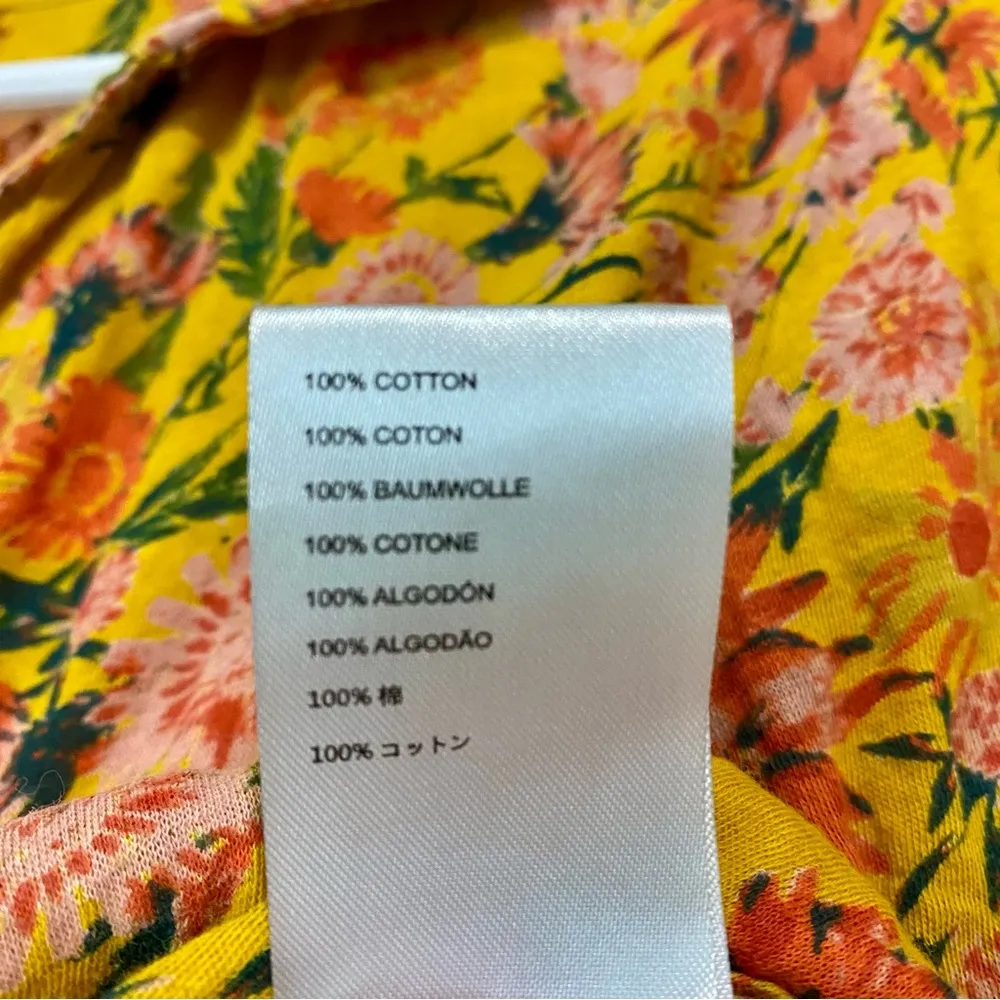 100% COTTON
100% COTON
100% BAUMWOLLE
100% COTONE
100% ALGODÓN
100% ALGODÃO
100% 棉
100% コットン